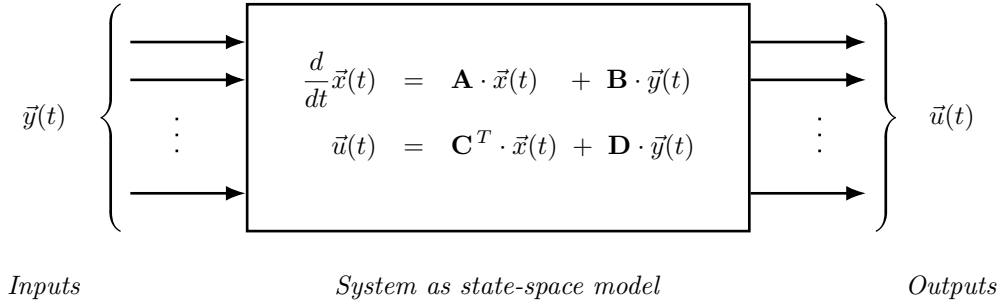 d/dt x⃗(t) = A · x⃗(t) + B · y⃗(t)
y⃗(t)
u⃗(t)
u⃗(t) = C^T · x⃗(t) + D · y⃗(t)
Inputs System as state-space model Outputs